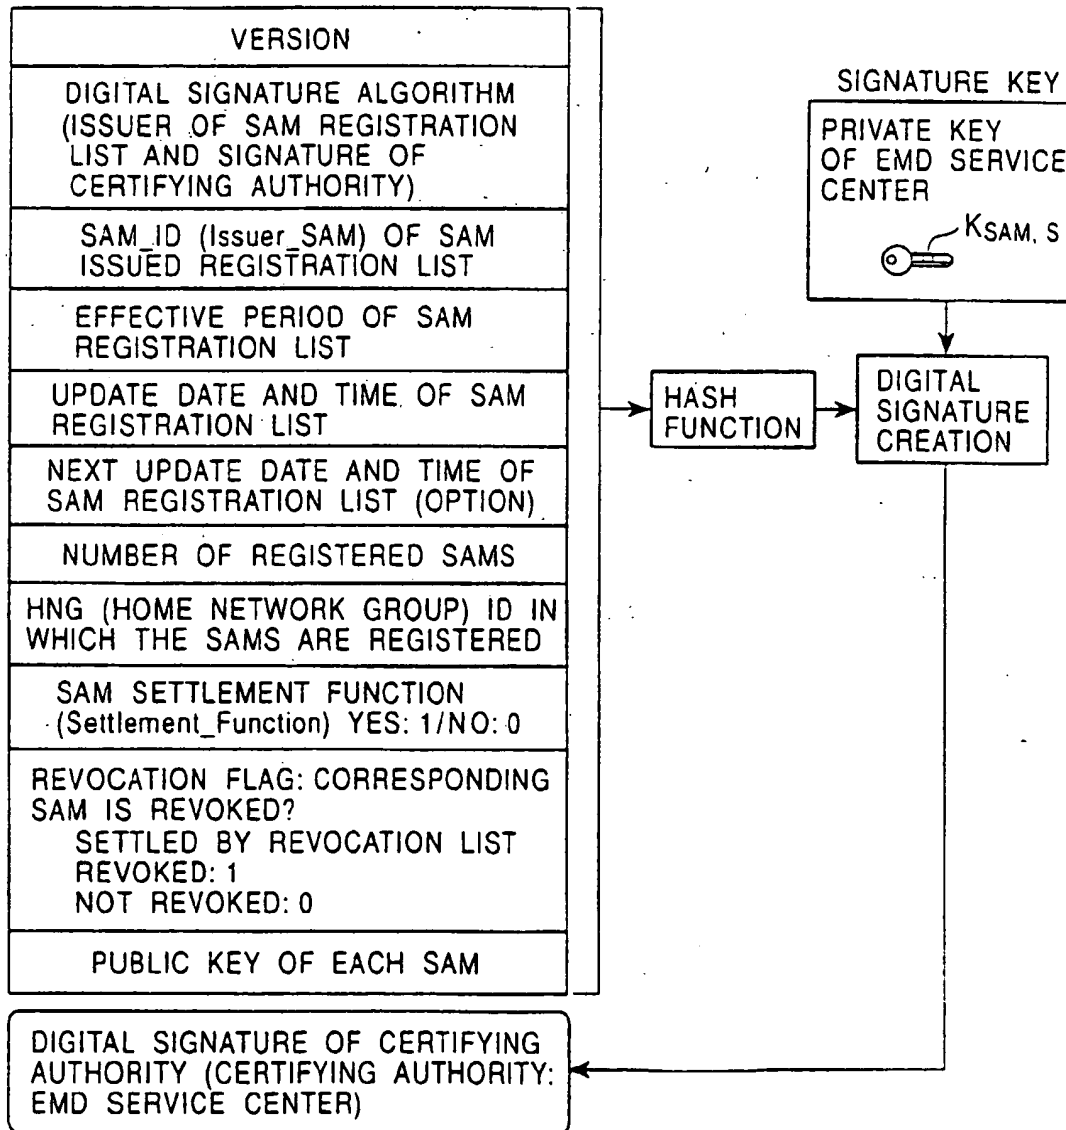 VERSION
DIGITAL SIGNATURE ALGORITHM
(ISSUER OF SAM REGISTRATION
LIST AND SIGNATURE OF
CERTIFYING AUTHORITY)
SAM_ID (Issuer_SAM) OF SAM
ISSUED REGISTRATION LIST
EFFECTIVE PERIOD OF SAM
REGISTRATION LIST
UPDATE DATE AND TIME OF SAM
REGISTRATION LIST
NEXT UPDATE DATE AND TIME OF
SAM REGISTRATION LIST (OPTION)
NUMBER OF REGISTERED SAMS
HNG (HOME NETWORK GROUP) ID IN
WHICH THE SAMS ARE REGISTERED
SAM SETTLEMENT FUNCTION
(Settlement_Function) YES: 1/NO: 0
REVOCATION FLAG: CORRESPONDING
SAM IS REVOKED?
SETTLED BY REVOCATION LIST
REVOKED: 1
NOT REVOKED: 0
PUBLIC KEY OF EACH SAM
DIGITAL SIGNATURE OF CERTIFYING
AUTHORITY (CERTIFYING AUTHORITY:
EMD SERVICE CENTER)
HASH
FUNCTION
SIGNATURE KEY
PRIVATE KEY
OF EMD SERVICE
CENTER
KSAM, S
DIGITAL
SIGNATURE
CREATION